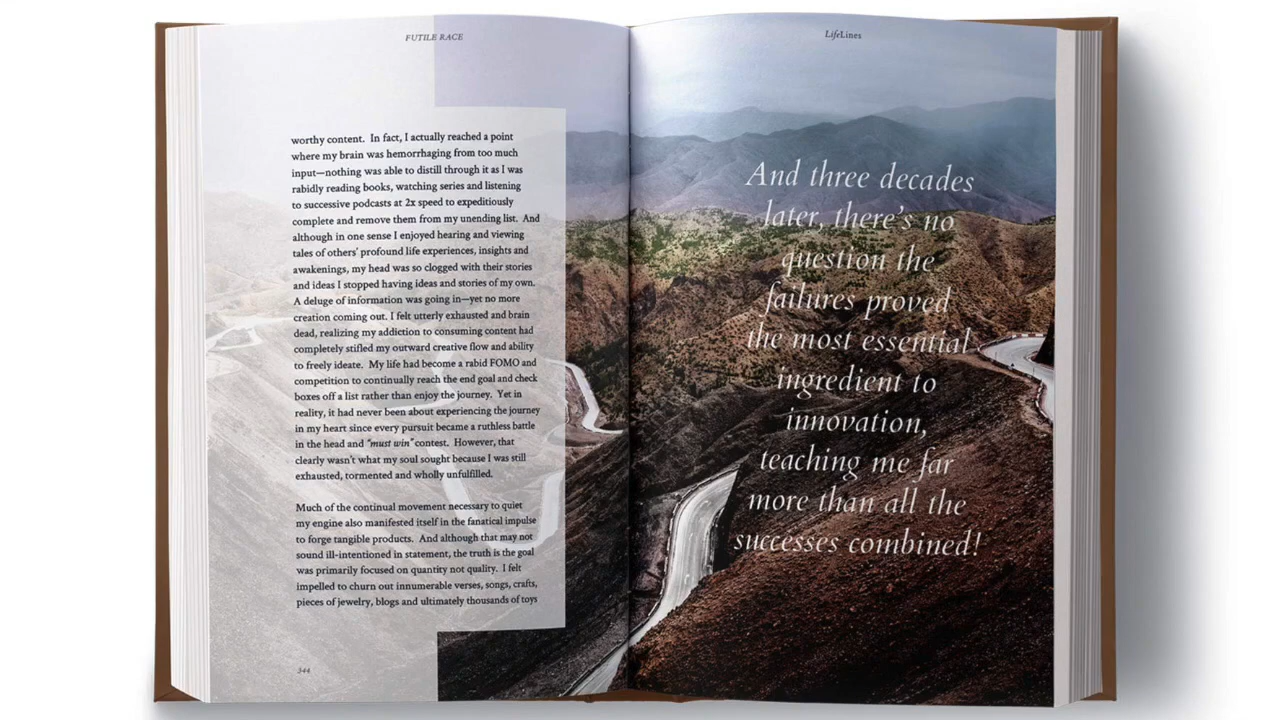 FUTILE RACE
worthy content. In fact, I actually reached a point
where my brain was hemorrhaging from too much
input—nothing was able to distill through it as I was
rabidly reading books, watching series and listening
to successive podcasts at 2x speed to expeditiously
complete and remove them from my unending list. And
although in one sense I enjoyed hearing and viewing
tales of others' profound life experiences, insights and
awakenings, my head was so clogged with their stories
and ideas I stopped having ideas and stories of my own.
A deluge of information was going in—yet no more
creation coming out. I felt utterly exhausted and brain
dead, realizing my addiction to consuming content had
completely stifled my outward creative flow and ability
to freely ideate. My life had become a rabid FOMO and
competition to continually reach the end goal and check
boxes off a list rather than enjoy the journey. Yet in
reality, it had never been about experiencing the journey
in my heart since every pursuit became a ruthless battle
in the head and "must win" contest. However, that
clearly wasn't what my soul sought because I was still
exhausted, tormented and wholly unfulfilled.
Much of the continual movement necessary to quiet
my engine also manifested itself in the fanatical impulse
to forge tangible products. And although that may not
sound ill-intentioned in statement, the truth is the goal
was primarily focused on quantity not quality. I felt
impelled to churn out innumerable verses, songs, crafts,
pieces of jewelry, blogs and ultimately thousands of toys
344
LifeLines
And three decades
later, there's no
question the
failures proved
the most essential
ingredient to
innovation,
teaching me far
more than all the
successes combined!